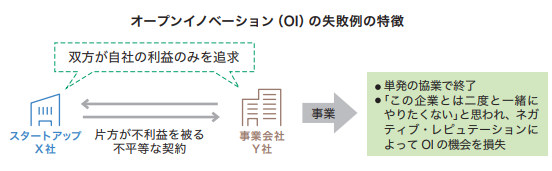 オープンイノベーション（OI）の失敗例の特徴
双方が自社の利益のみを追求
スタートアップ
X社
片方が不利益を被る
不平等な契約
事業会社
Y社
事業
●単発の協業で終了
●「この企業とは二度と一緒に
やりたくない」と思われ、ネガ
ティブ・レピュテーションに
よってOIの機会を損失